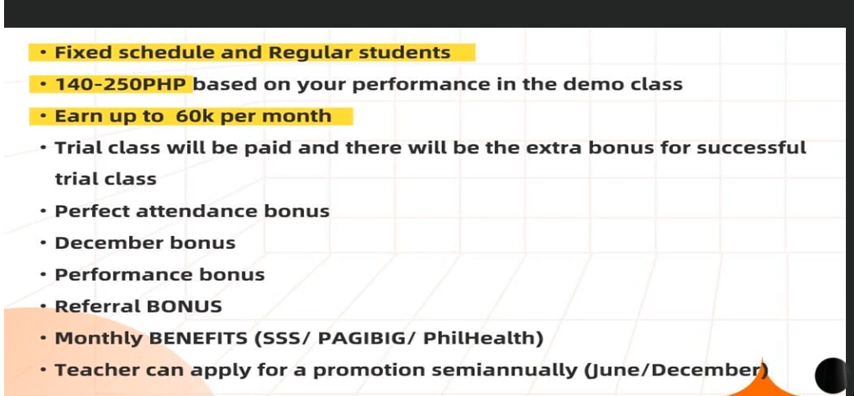 • Fixed schedule and Regular students
• 140-250PHP based on your performance in the demo class
• Earn up to 60k per month
• Trial class will be paid and there will be the extra bonus for successful
trial class
• Perfect attendance bonus
• December bonus
• Performance bonus
• Referral BONUS
• Monthly BENEFITS (SSS/ PAGIBIG/ PhilHealth)
• Teacher can apply for a promotion semiannually (June/December)